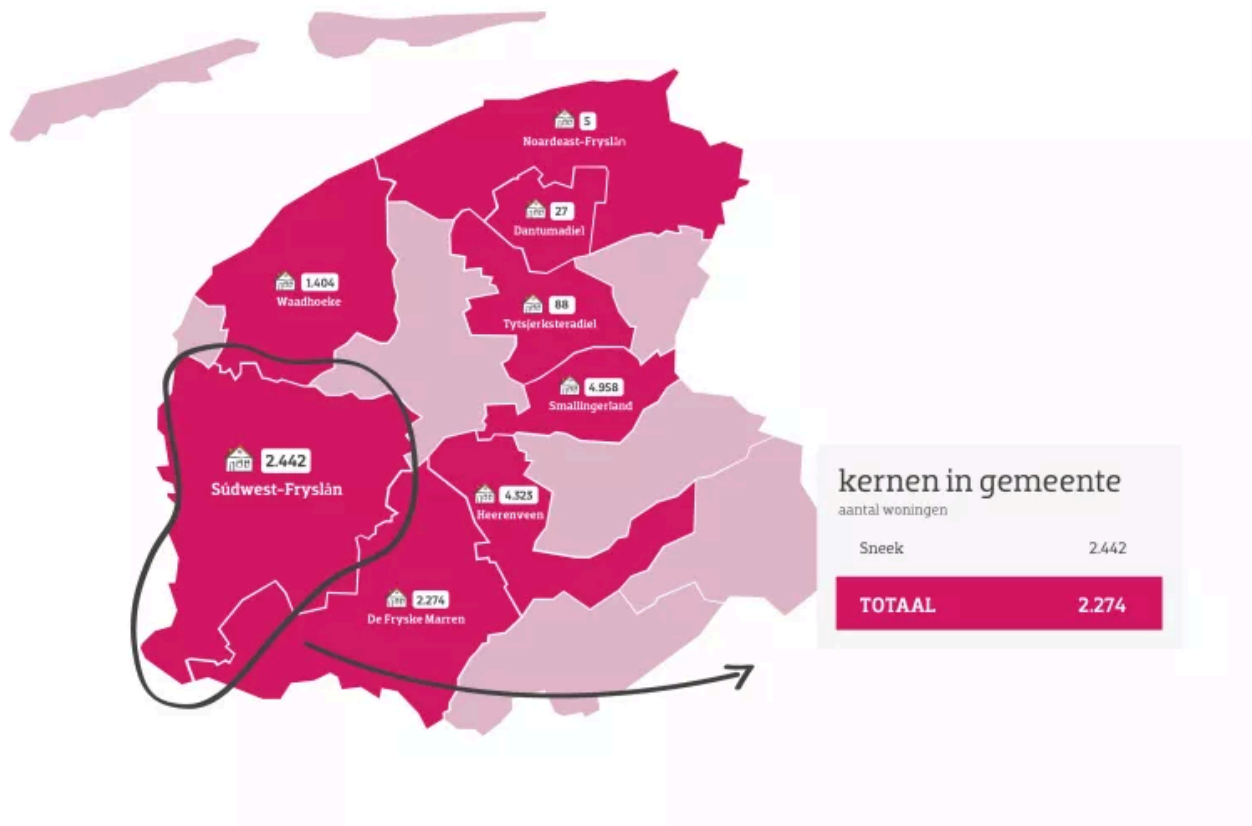 5
Noardeast-Fryslân
27
Dantumadiel
1.404
Waadhoeke
88
Tytsjerksteradiel
4.958
Smallingerland
2.442
Súdwest-Fryslân
4.323
Heerenveen
2.274
De Fryske Marren
kernen in gemeente
aantal woningen
Sneek 2.442
TOTAAL 2.274